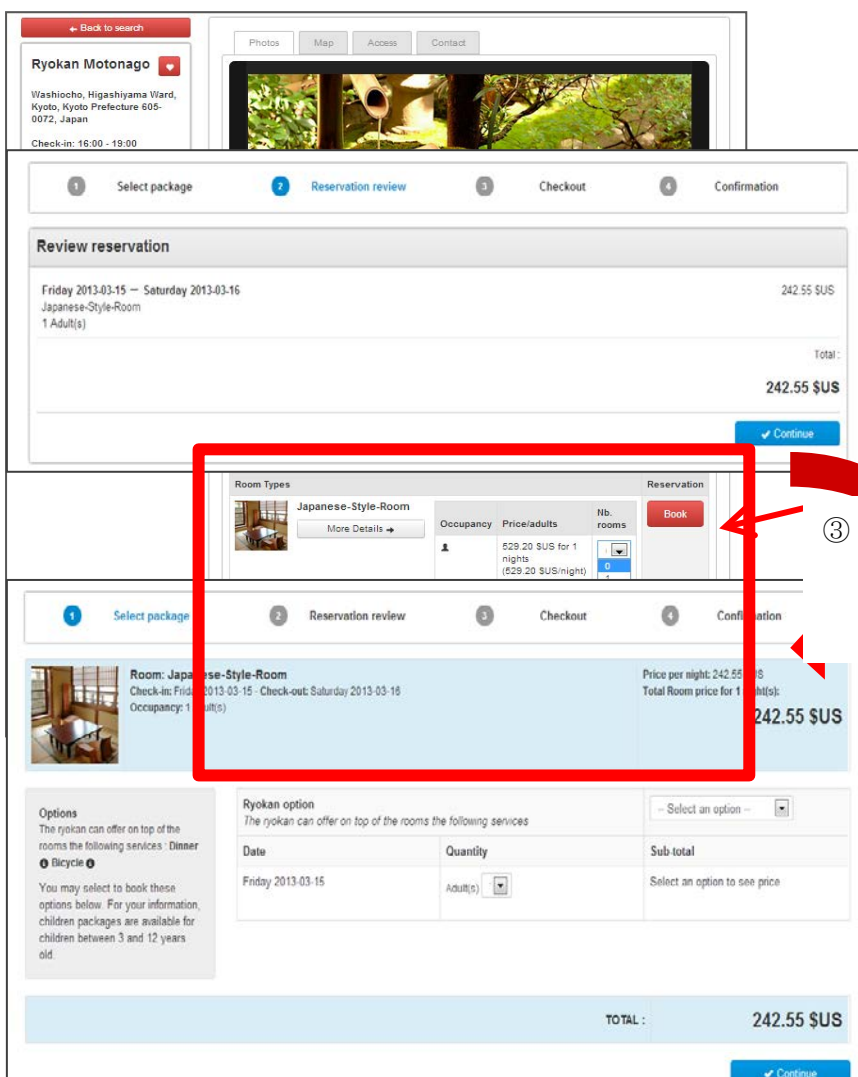 ← Back to search
Photos Map Access Contact
Ryokan Motonago
Washiocho, Higashiyama Ward,
Kyoto, Kyoto Prefecture 605-
0072, Japan
Check-in: 16:00 - 19:00
1 Select package 2 Reservation review 3 Checkout 4 Confirmation
Review reservation
Friday 2013-03-15 — Saturday 2013-03-16 242.55 $US
Japanese-Style-Room
1 Adult(s)
Total :
242.55 $US
✔ Continue
Room Types Reservation
Japanese-Style-Room
More Details →
Occupancy Price/adults Nb. rooms
Book
③
529.20 $US for 1
nights
(529.20 $US/night)
0
1
1 Select package 2 Reservation review 3 Checkout 4
Room: Japanese-Style-Room
Check-in: Friday 2013-03-15 - Check-out: Saturday 2013-03-16
Occupancy: 1
Price per night: 242.55
Total Room price for 1
242.55 $US
Options
The ryokan can offer on top of the
rooms the following services : Dinner
Bicycle
You may select to book these
options below. For your information,
children packages are available for
children between 3 and 12 years
old.
Ryokan option
The ryokan can offer on top of the rooms the following services
-- Select an option --
Date Quantity Sub-total
Friday 2013-03-15 Adult(s) Select an option to see price
TOTAL : 242.55 $US
✔ Continue